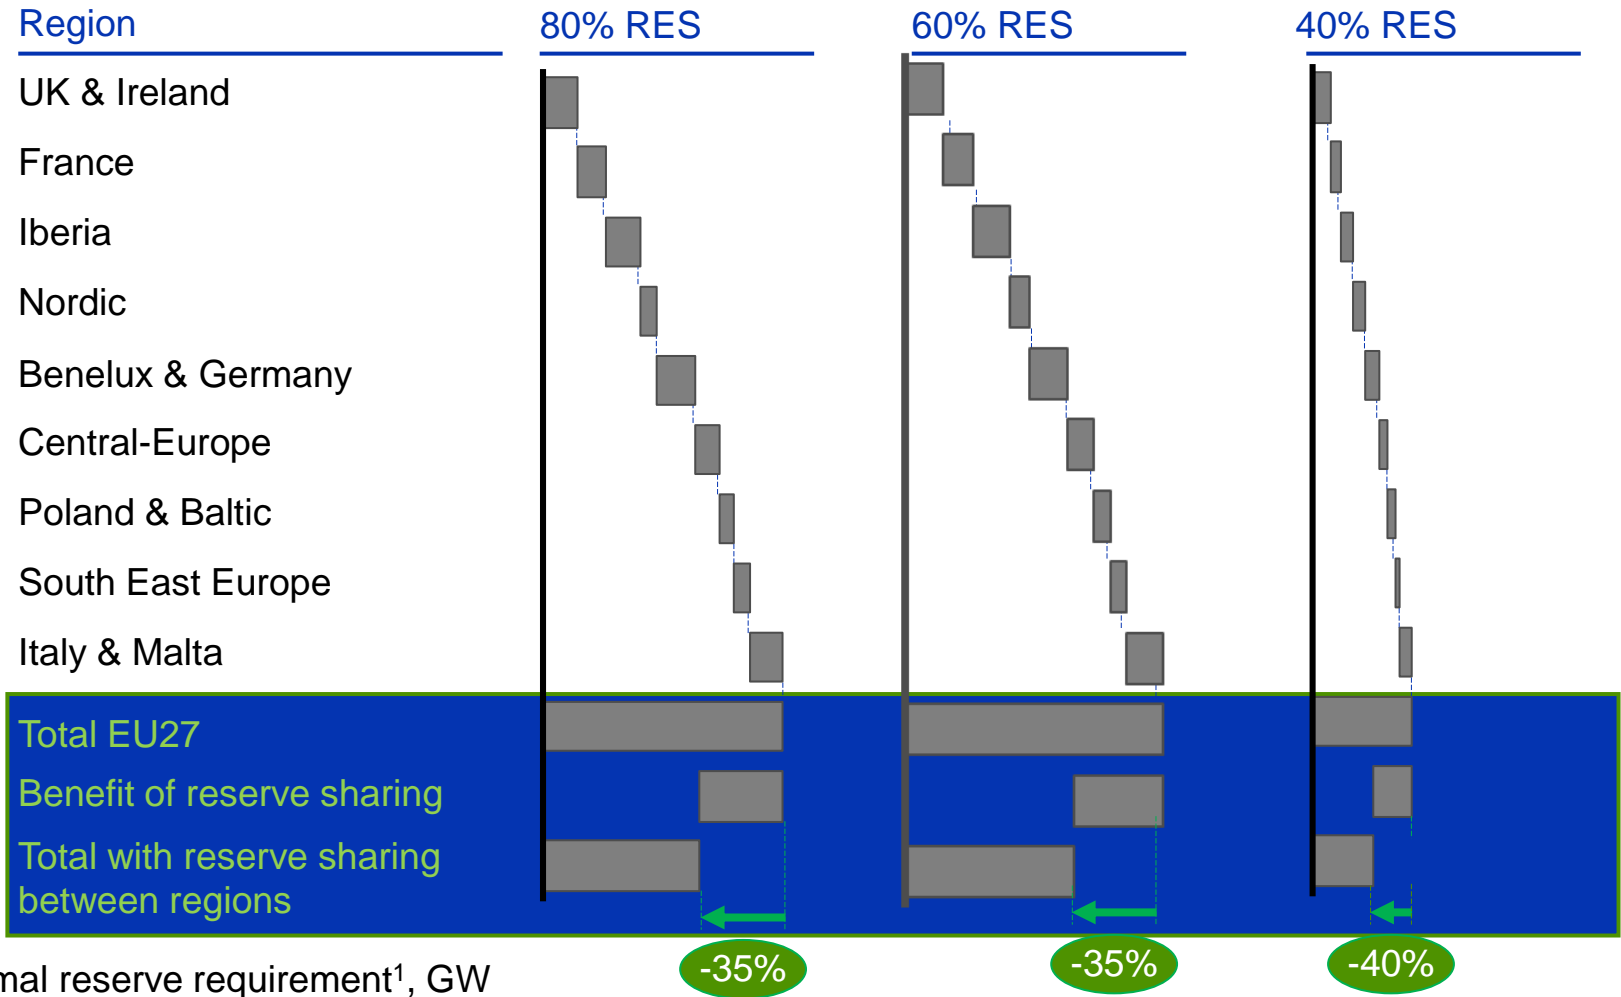 Region 80% RES 60% RES 40% RES
UK & Ireland
France
Iberia
Nordic
Benelux & Germany
Central-Europe
Poland & Baltic
South East Europe
Italy & Malta
Total EU27
Benefit of reserve sharing
Total with reserve sharing
between regions
-35% -35% -40%
reserve requirement¹, GW